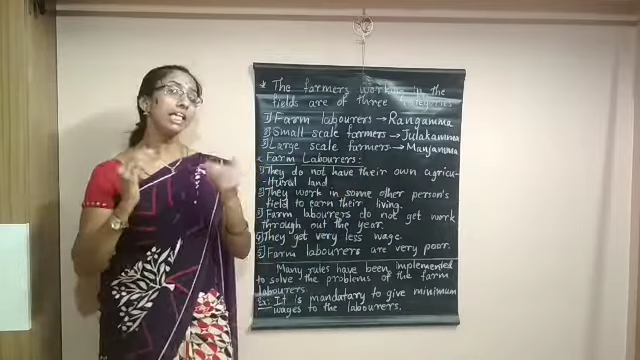 * The farmers working in the
fields are of three categories
1) Farm labourers → Rangamma
2) Small scale farmers → Julakamma
3) Large scale farmers → Manjamma
* Farm Labourers:
1) They do not have their own agricu-
-ltural land
2) They work in some other person's
field to earn their living.
3) Farm labourers do not get work
through out the year.
4) They get very less wage.
5) Farm labourers are very poor.
Many rules have been implemented
to solve the problems of the farm
labourers.
Ex: It is mandatary to give minimum
wages to the labourers.